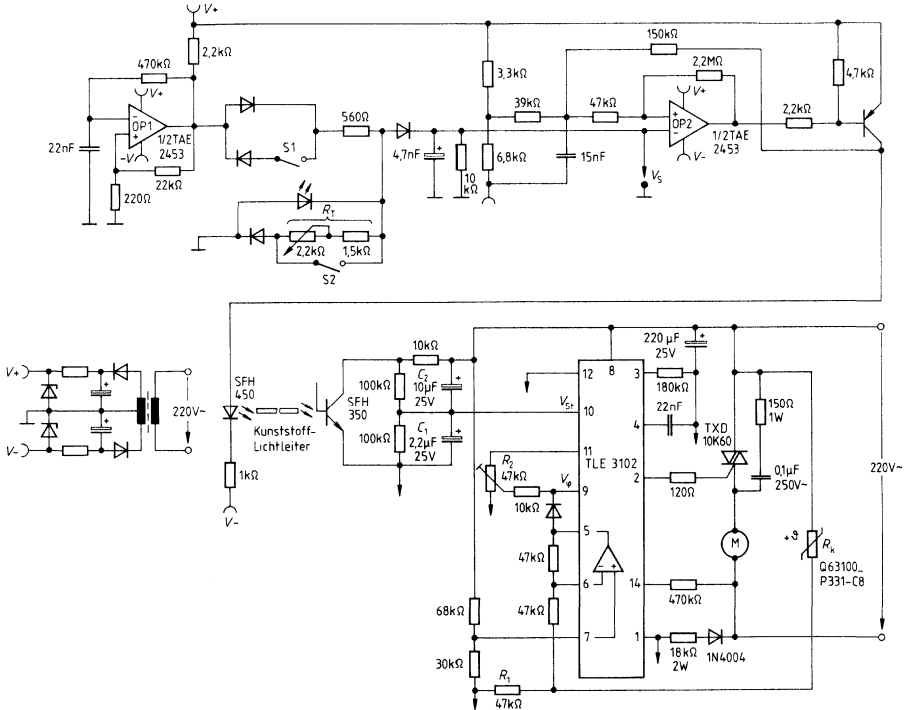 V+
2,2kΩ
470kΩ
V+
OP1
1/2TAE
2453
-V
22nF
22kΩ
220Ω
S1
560Ω
4,7nF
10
kΩ
3,3kΩ
6,8kΩ
39kΩ
15nF
47kΩ
150kΩ
2,2MΩ
V+
OP2
1/2TAE
2453
V-
V_S
2,2kΩ
4,7kΩ
R_T
2,2kΩ
1,5kΩ
S2
V+
V-
220V~
SFH
450
Kunststoff-
Lichtleiter
1kΩ
V-
SFH
350
10kΩ
100kΩ
C₂
10µF
25V
100kΩ
C₁
2,2µF
25V
V_St
R₂
47kΩ
10kΩ
V_φ
47kΩ
47kΩ
68kΩ
30kΩ
R₁
47kΩ
12
8
3
10
4
11
TLE 3102
9
2
5
6
14
7
1
- +
220µF
25V
180kΩ
22nF
TXD
10K60
120Ω
150Ω
1W
0,1µF
250V~
M
+ϑ
R_k
Q63100_
P331-C8
470kΩ
18kΩ
2W
1N4004
220V~